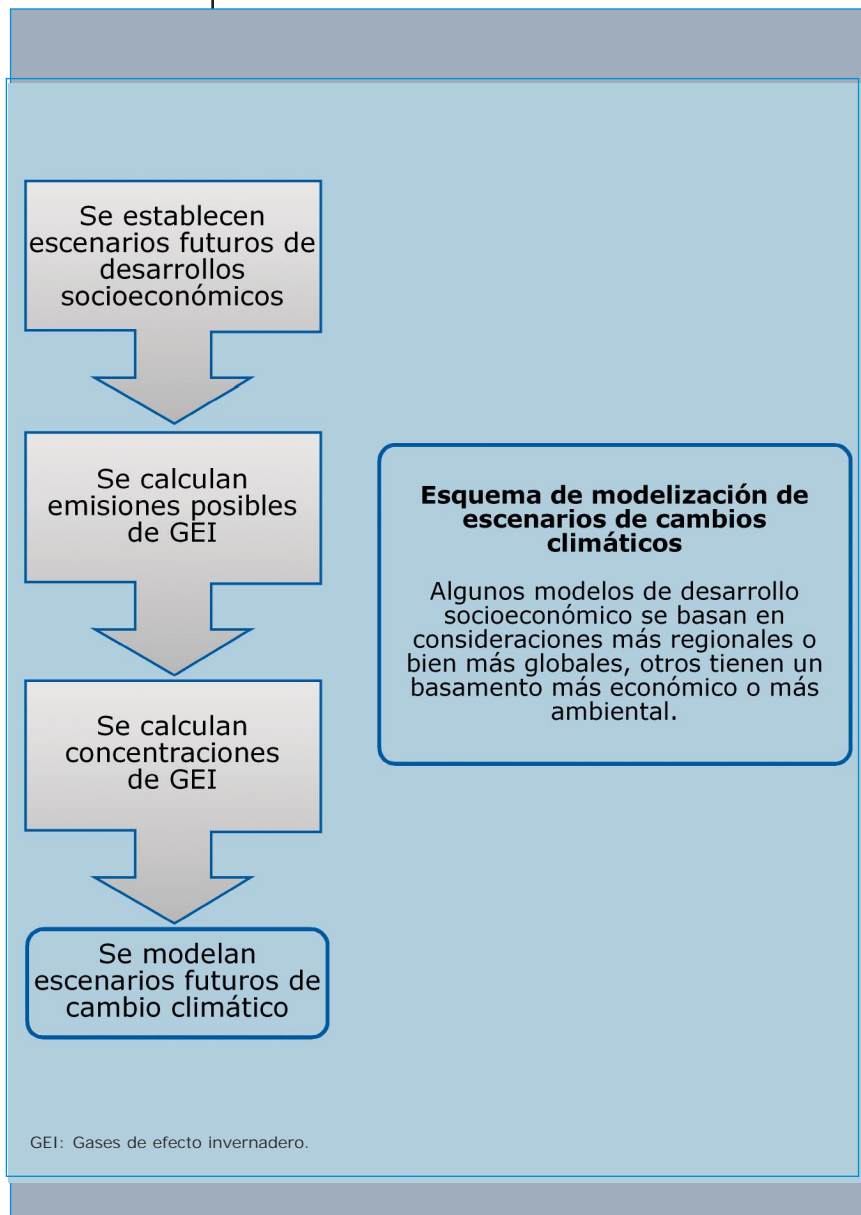 Se establecen
escenarios futuros de
desarrollos
socioeconómicos
Se calculan
emisiones posibles
de GEI
Se calculan
concentraciones
de GEI
Se modelan
escenarios futuros de
cambio climático
Esquema de modelización de
escenarios de cambios
climáticos
Algunos modelos de desarrollo
socioeconómico se basan en
consideraciones más regionales o
bien más globales, otros tienen un
basamento más económico o más
ambiental.
GEI: Gases de efecto invernadero.